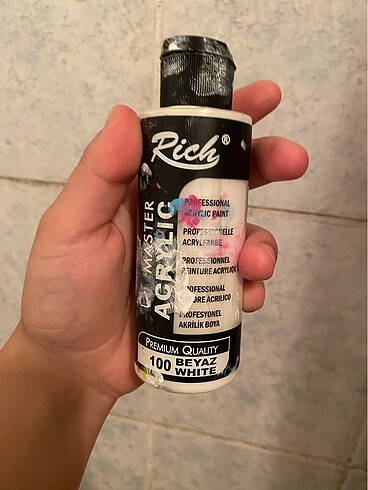 Rich®
MASTER
ACRYLIC
PROFESSIONAL
ACRYLIC PAINT
PROFESSIONELLE
ACRYLFARBE
PROFESSIONNEL
PEINTURE ACRYLIQUE
PROFESSIONAL
ACRILICO
PROFESYONEL
AKRİLİK BOYA
PREMIUM QUALITY
100 BEYAZ
WHITE